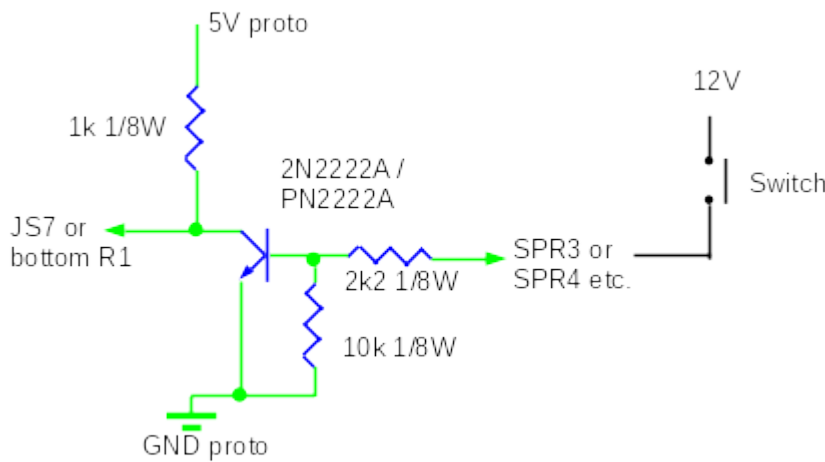 5V proto
12V
1k 1/8W
2N2222A /
PN2222A
Switch
JS7 or
bottom R1
SPR3 or
SPR4 etc.
2k2 1/8W
10k 1/8W
GND proto